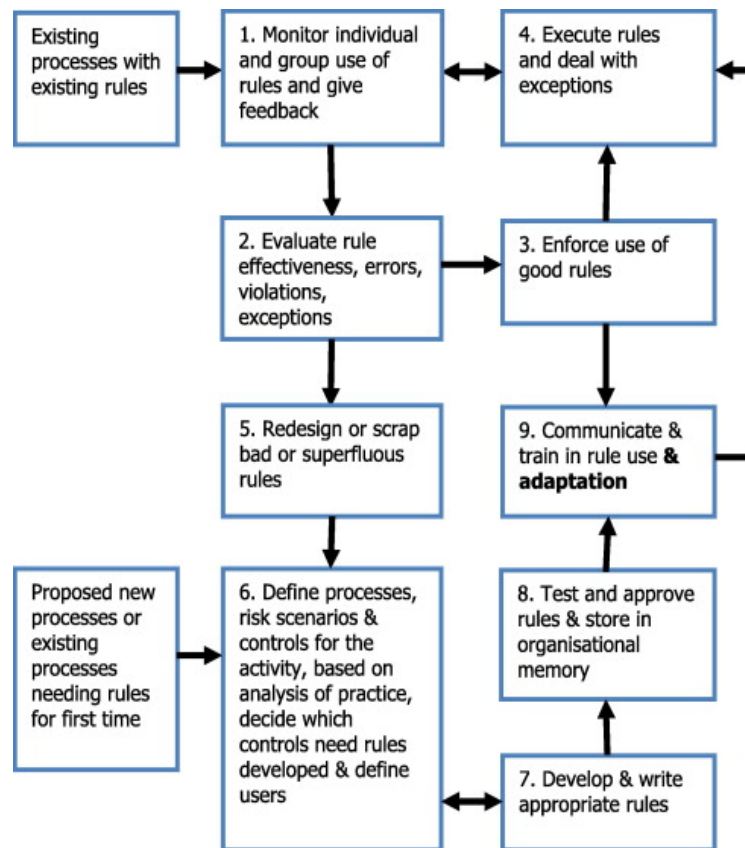 Existing
processes with
existing rules
1. Monitor individual
and group use of
rules and give
feedback
4. Execute rules
and deal with
exceptions
2. Evaluate rule
effectiveness, errors,
violations,
exceptions
3. Enforce use of
good rules
5. Redesign or scrap
bad or superfluous
rules
9. Communicate &
train in rule use &
adaptation
Proposed new
processes or
existing
processes
needing rules
for first time
6. Define processes,
risk scenarios &
controls for the
activity, based on
analysis of practice,
decide which
controls need rules
developed & define
users
8. Test and approve
rules & store in
organisational
memory
7. Develop & write
appropriate rules